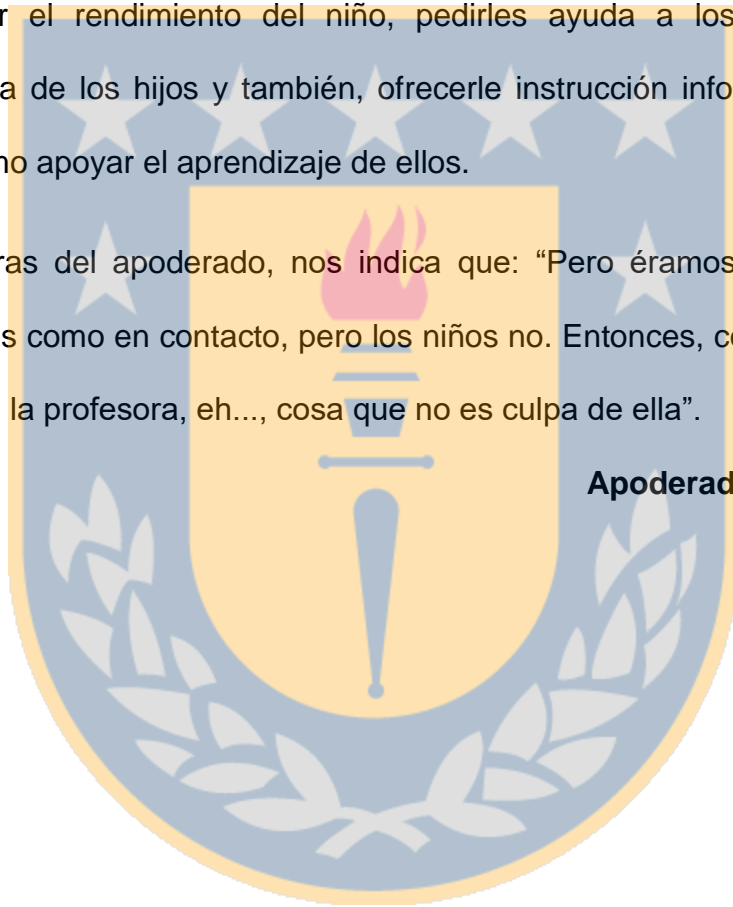 r el rendimiento del niño, pedirles ayuda a los
a de los hijos y también, ofrecerle instrucción info
no apoyar el aprendizaje de ellos.
ras del apoderado, nos indica que: “Pero éramos
s como en contacto, pero los niños no. Entonces, c
la profesora, eh..., cosa que no es culpa de ella”.
Apoderad